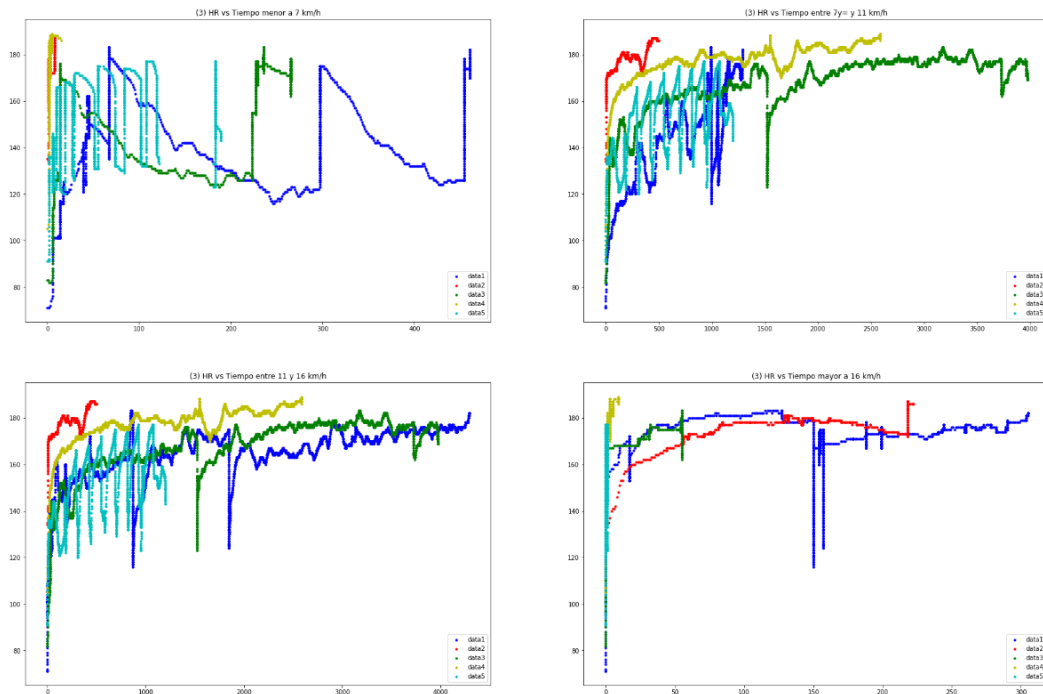 (3) HR vs Tiempo menor a 7 km/h
180
160
140
120
100
80
0 100 200 300 400
data1
data2
data3
data4
data5
(3) HR vs Tiempo entre 7y= y 11 km/h
180
160
140
120
100
80
0 500 1000 1500 2000 2500 3000 3500 4000
data1
data2
data3
data4
data5
(3) HR vs Tiempo entre 11 y 16 km/h
180
160
140
120
100
80
0 1000 2000 3000 4000
data1
data2
data3
data4
data5
(3) HR vs Tiempo mayor a 16 km/h
180
160
140
120
100
80
0 50 100 150 200 250 300
data1
data2
data3
data4
data5